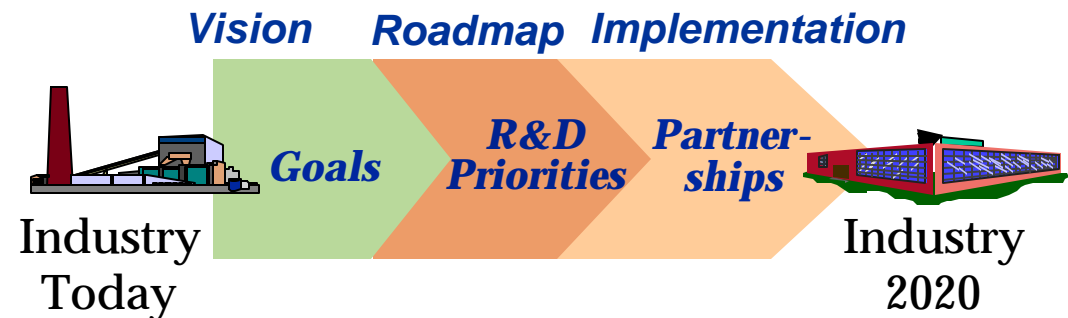 Vision Roadmap Implementation
Goals
R&D
Priorities
Partner-
ships
Industry
Today
Industry
2020